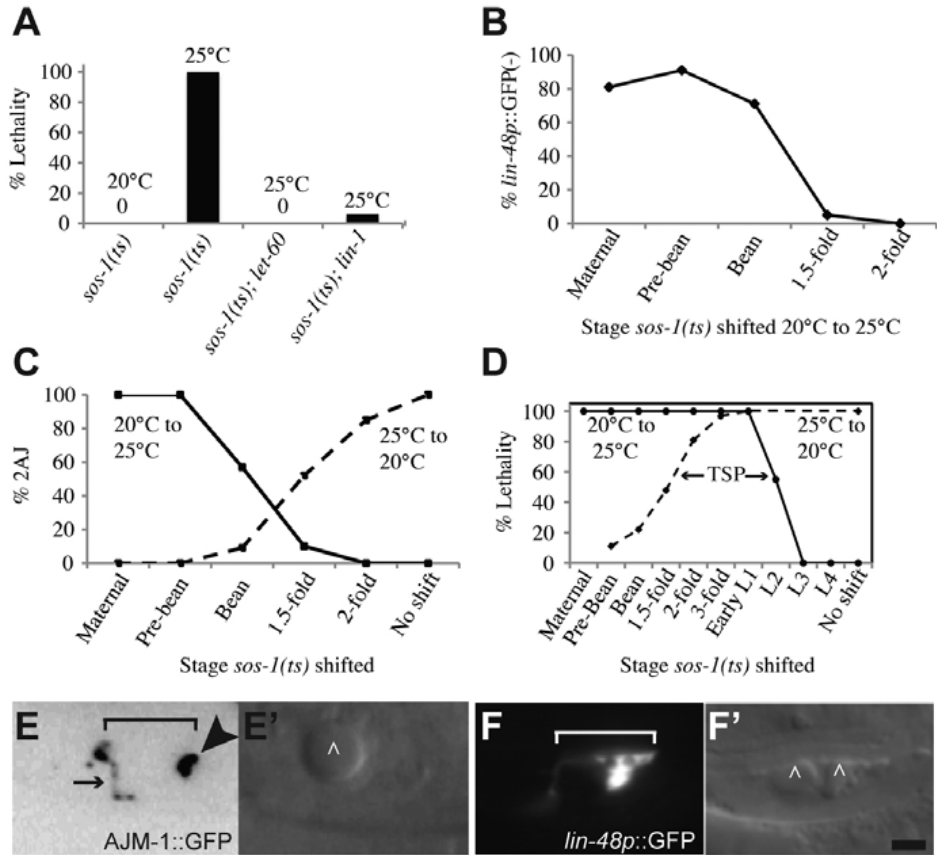 A
% Lethality
100
80
60
40
20
0
20°C
0
25°C
25°C
0
25°C
sos-1(ts)
sos-1(ts)
sos-1(ts); let-60
sos-1(ts); lin-1
B
% lin-48p::GFP(-)
100
80
60
40
20
0
Maternal
Pre-bean
Bean
1.5-fold
2-fold
Stage sos-1(ts) shifted 20°C to 25°C
C
% 2AJ
100
80
60
40
20
0
20°C to
25°C
25°C to
20°C
Maternal
Pre-bean
Bean
1.5-fold
2-fold
No shift
Stage sos-1(ts) shifted
D
% Lethality
100
80
60
40
20
0
20°C to
25°C
25°C to
20°C
TSP
Maternal
Pre-Bean
Bean
1.5-fold
2-fold
3-fold
Early L1
L2
L3
L4
No shift
Stage sos-1(ts) shifted
E
AJM-1::GFP
E'
F
lin-48p::GFP
F'